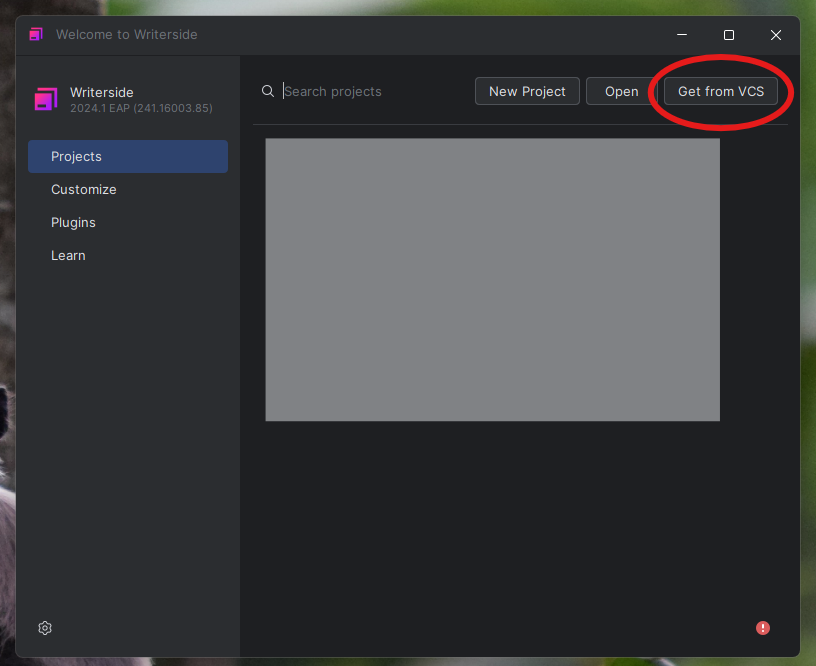 Welcome to Writerside
Writerside
2024.1 EAP (241.16003.85)
Search projects
New Project
Open
Get from VCS
Projects
Customize
Plugins
Learn